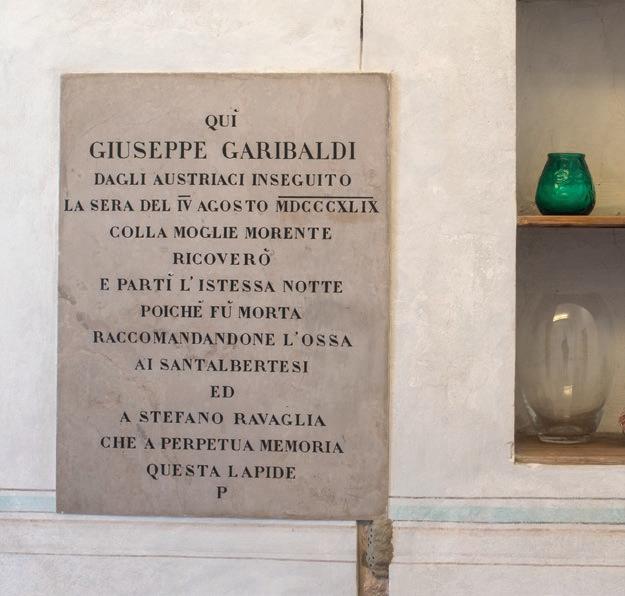 QUÌ
GIUSEPPE GARIBALDI
DAGLI AUSTRIACI INSEGUITO
LA SERA DEL IV AGOSTO MDCCCXLIX
COLLA MOGLIE MORENTE
RICOVERÒ
E PARTÌ L'ISTESSA NOTTE
POICHÈ FÙ MORTA
RACCOMANDANDONE L'OSSA
AI SANTALBERTESI
ED
A STEFANO RAVAGLIA
CHE A PERPETUA MEMORIA
QUESTA LAPIDE
P